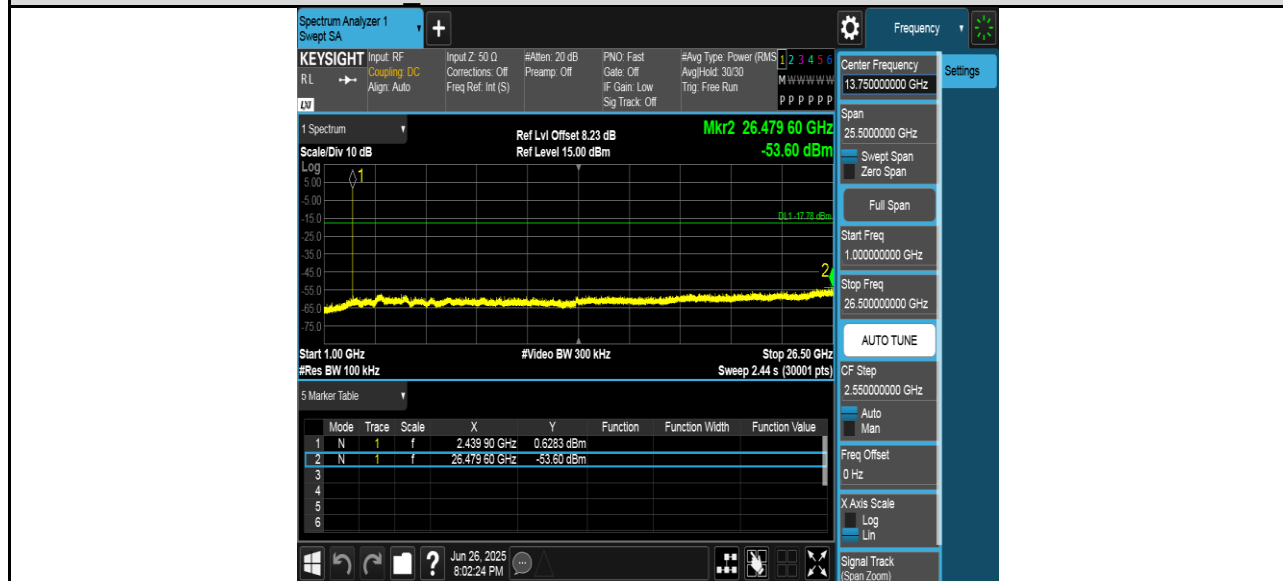 Spectrum Analyzer 1
Swept SA
+
Frequency
KEYSIGHT
RL
LXI
Input: RF
Coupling: DC
Align: Auto
Input Z: 50 Ω
Corrections: Off
Freq Ref: Int (S)
#Atten: 20 dB
Preamp: Off
PNO: Fast
Gate: Off
IF Gain: Low
Sig Track: Off
#Avg Type: Power (RMS
Avg|Hold: 30/30
Trig: Free Run
1 2 3 4 5 6
M W W W W W
P P P P P P
1 Spectrum
Scale/Div 10 dB
Ref Lvl Offset 8.23 dB
Ref Level 15.00 dBm
Mkr2 26.479 60 GHz
-53.60 dBm
Log
5.00
-5.00
-15.0
-25.0
-35.0
-45.0
-55.0
-65.0
-75.0
1
DL1 -17.78 dBm
2
Start 1.00 GHz
#Video BW 300 kHz
Stop 26.50 GHz
#Res BW 100 kHz
Sweep 2.44 s (30001 pts)
5 Marker Table
Mode Trace Scale X Y Function Function Width Function Value
1 N 1 f 2.439 90 GHz 0.6283 dBm
2 N 1 f 26.479 60 GHz -53.60 dBm
3
4
5
6
?
Jun 26, 2025
8:02:24 PM
Center Frequency
13.750000000 GHz
Settings
Span
25.5000000 GHz
Swept Span
Zero Span
Full Span
Start Freq
1.000000000 GHz
Stop Freq
26.500000000 GHz
AUTO TUNE
CF Step
2.550000000 GHz
Auto
Man
Freq Offset
0 Hz
X Axis Scale
Log
Lin
Signal Track
(Span Zoom)